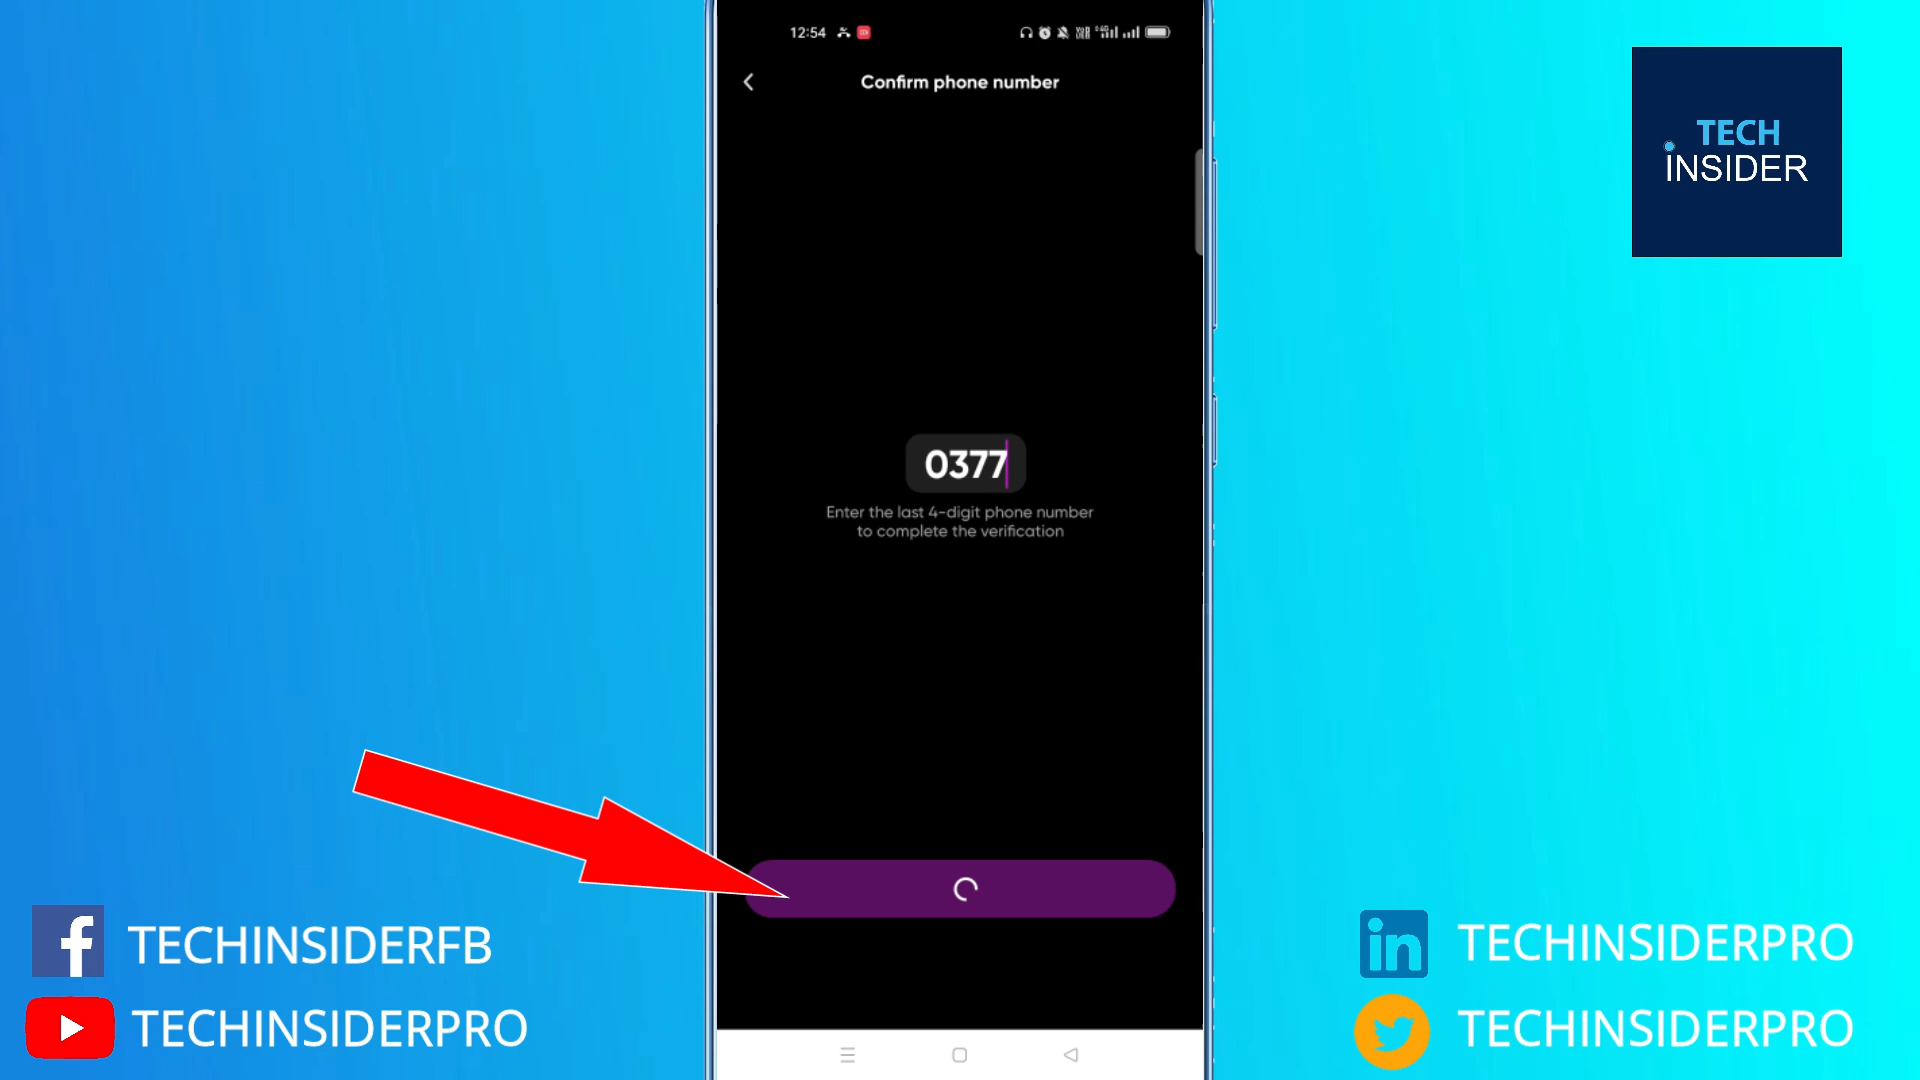 12:54
Confirm phone number
TECH
INSIDER
0377
Enter the last 4-digit phone number
to complete the verification
TECHINSIDERFB
TECHINSIDERPRO
in TECHINSIDERPRO
TECHINSIDERPRO